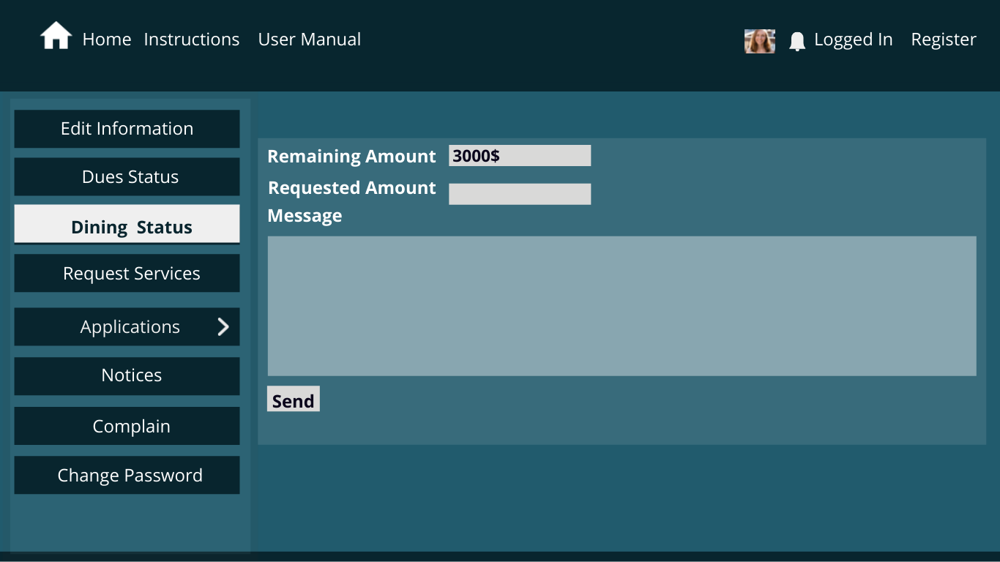 Home Instructions User Manual Logged In Register
Edit Information
Dues Status
Dining Status
Request Services
Applications
Notices
Complain
Change Password
Remaining Amount 3000$
Requested Amount
Message
Send